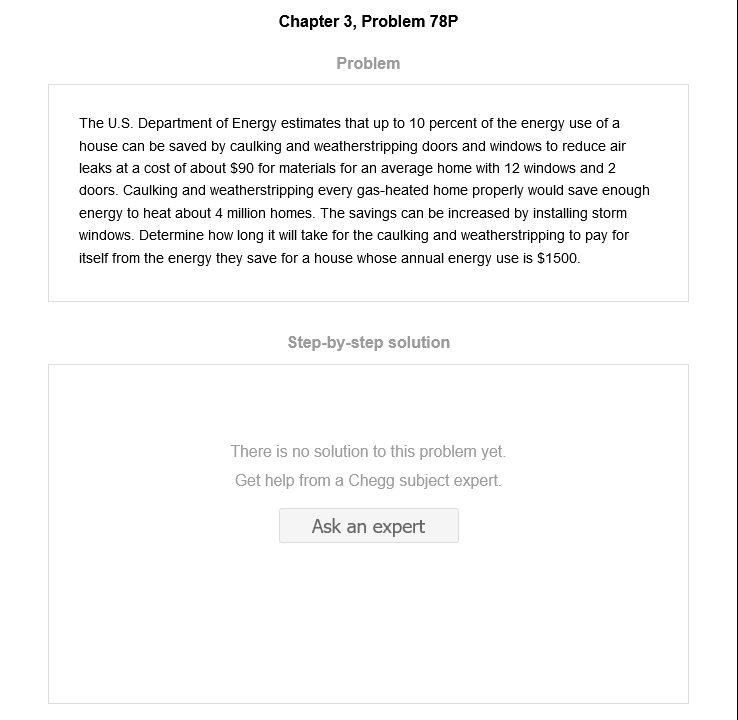 Chapter 3, Problem 78P
Problem
The U.S. Department of Energy estimates that up to 10 percent of the energy use of a
house can be saved by caulking and weatherstripping doors and windows to reduce air
leaks at a cost of about $90 for materials for an average home with 12 windows and 2
doors. Caulking and weatherstripping every gas-heated home properly would save enough
energy to heat about 4 million homes. The savings can be increased by installing storm
windows. Determine how long it will take for the caulking and weatherstripping to pay for
itself from the energy they save for a house whose annual energy use is $1500.
Step-by-step solution
There is no solution to this problem yet.
Get help from a Chegg subject expert.
Ask an expert